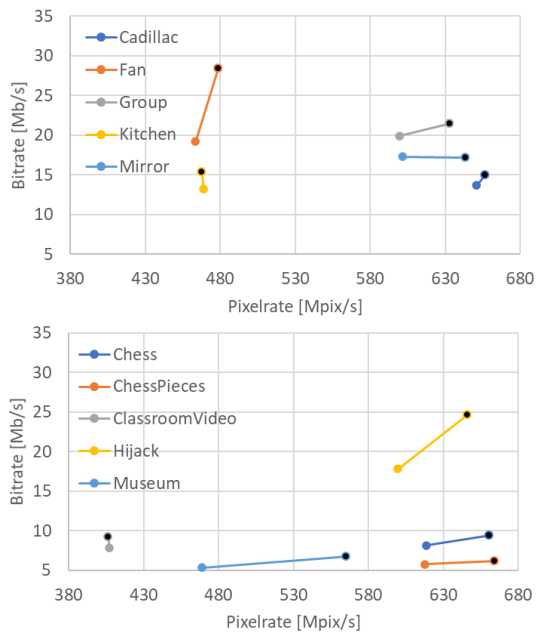 35
30
25
20
15
10
5
Bitrate [Mb/s]
Cadillac
Fan
Group
Kitchen
Mirror
380 430 480 530 580 630 680
Pixelrate [Mpix/s]
35
30
25
20
15
10
5
Bitrate [Mb/s]
Chess
ChessPieces
ClassroomVideo
Hijack
Museum
380 430 480 530 580 630 680
Pixelrate [Mpix/s]